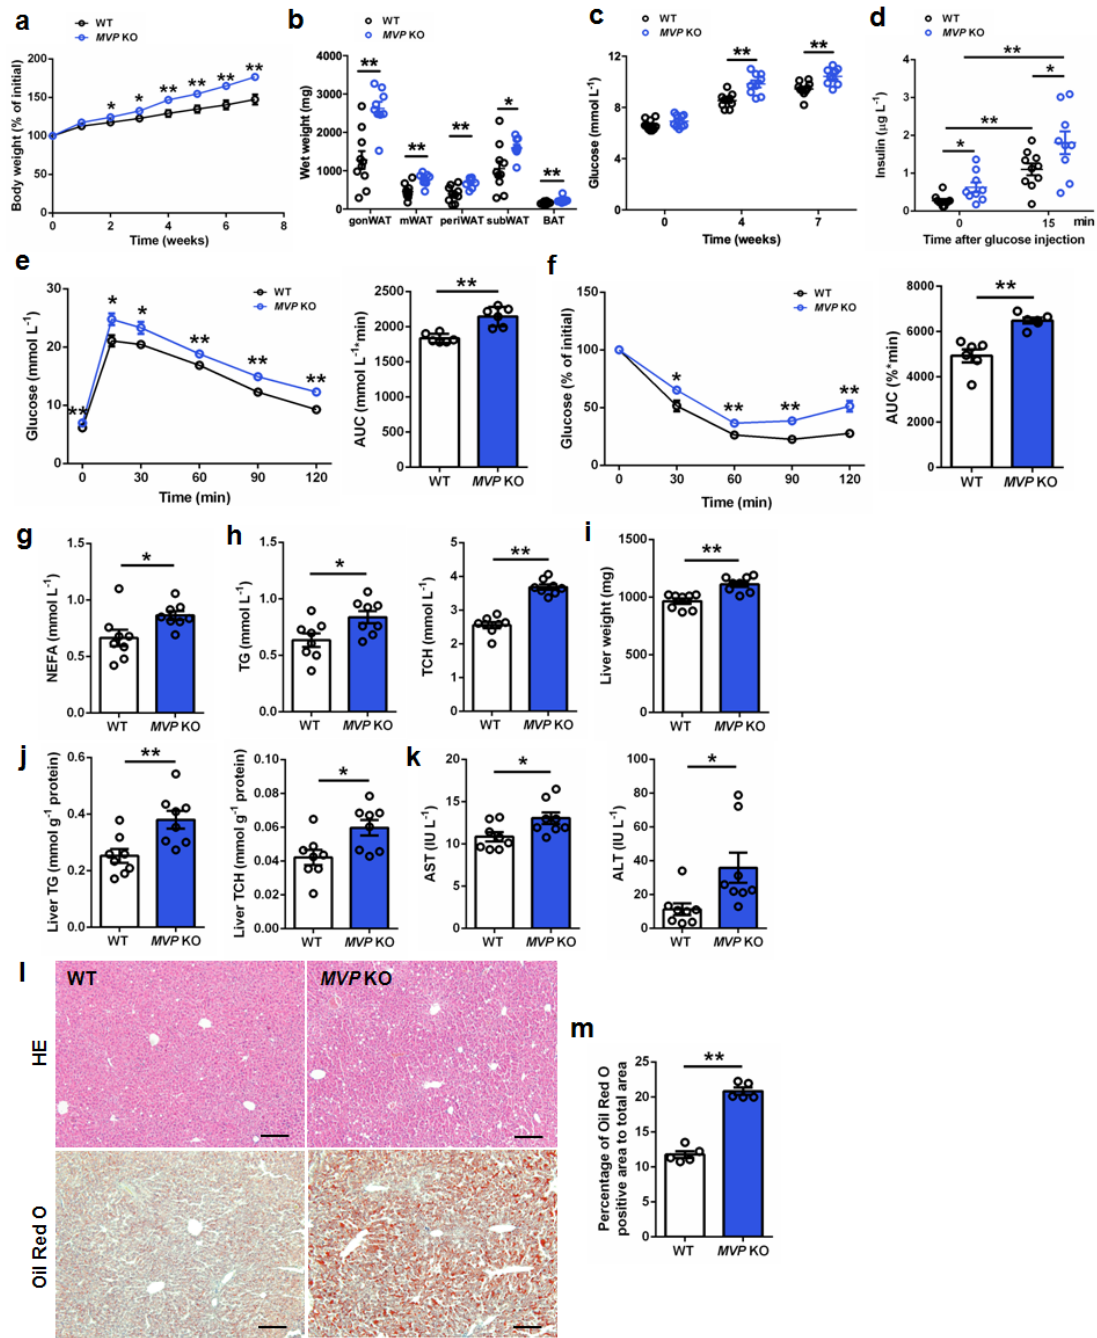 a
WT
MVP KO
Body weight (% of initial)
200
150
100
50
0
* * ** ** ** **
0 2 4 6 8
Time (weeks)
b
WT
MVP KO
Wet weight (mg)
4000
3000
2000
1000
0
** ** ** * **
gonWAT mWAT periWAT subWAT BAT
c
WT
MVP KO
Glucose (mmol L-1)
12
8
4
0
** **
0 4 7
Time (weeks)
d
WT
MVP KO
Insulin (µg L-1)
4
3
2
1
0
**
*
**
*
0 15 min
Time after glucose injection
e
WT
MVP KO
Glucose (mmol L-1)
30
20
10
0
** * * ** ** **
0 30 60 90 120
Time (min)
AUC (mmol L-1*min)
2500
2000
1500
1000
500
0
**
WT MVP KO
f
WT
MVP KO
Glucose (% of initial)
150
100
50
0
* ** ** **
0 30 60 90 120
Time (min)
AUC (%*min)
8000
6000
4000
2000
0
**
WT MVP KO
g
NEFA (mmol L-1)
1.5
1.0
0.5
0.0
*
WT MVP KO
h
TG (mmol L-1)
1.5
1.0
0.5
0.0
*
WT MVP KO
TCH (mmol L-1)
5
4
3
2
1
0
**
WT MVP KO
i
Liver weight (mg)
1500
1000
500
0
**
WT MVP KO
j
Liver TG (mmol g-1 protein)
0.6
0.4
0.2
0.0
**
WT MVP KO
Liver TCH (mmol g-1 protein)
0.10
0.08
0.06
0.04
0.02
0.00
*
WT MVP KO
k
AST (IU L-1)
20
15
10
5
0
*
WT MVP KO
ALT (IU L-1)
100
80
60
40
20
0
*
WT MVP KO
l
WT
MVP KO
HE
Oil Red O
m
Percentage of Oil Red O
positive area to total area
25
20
15
10
5
0
**
WT MVP KO